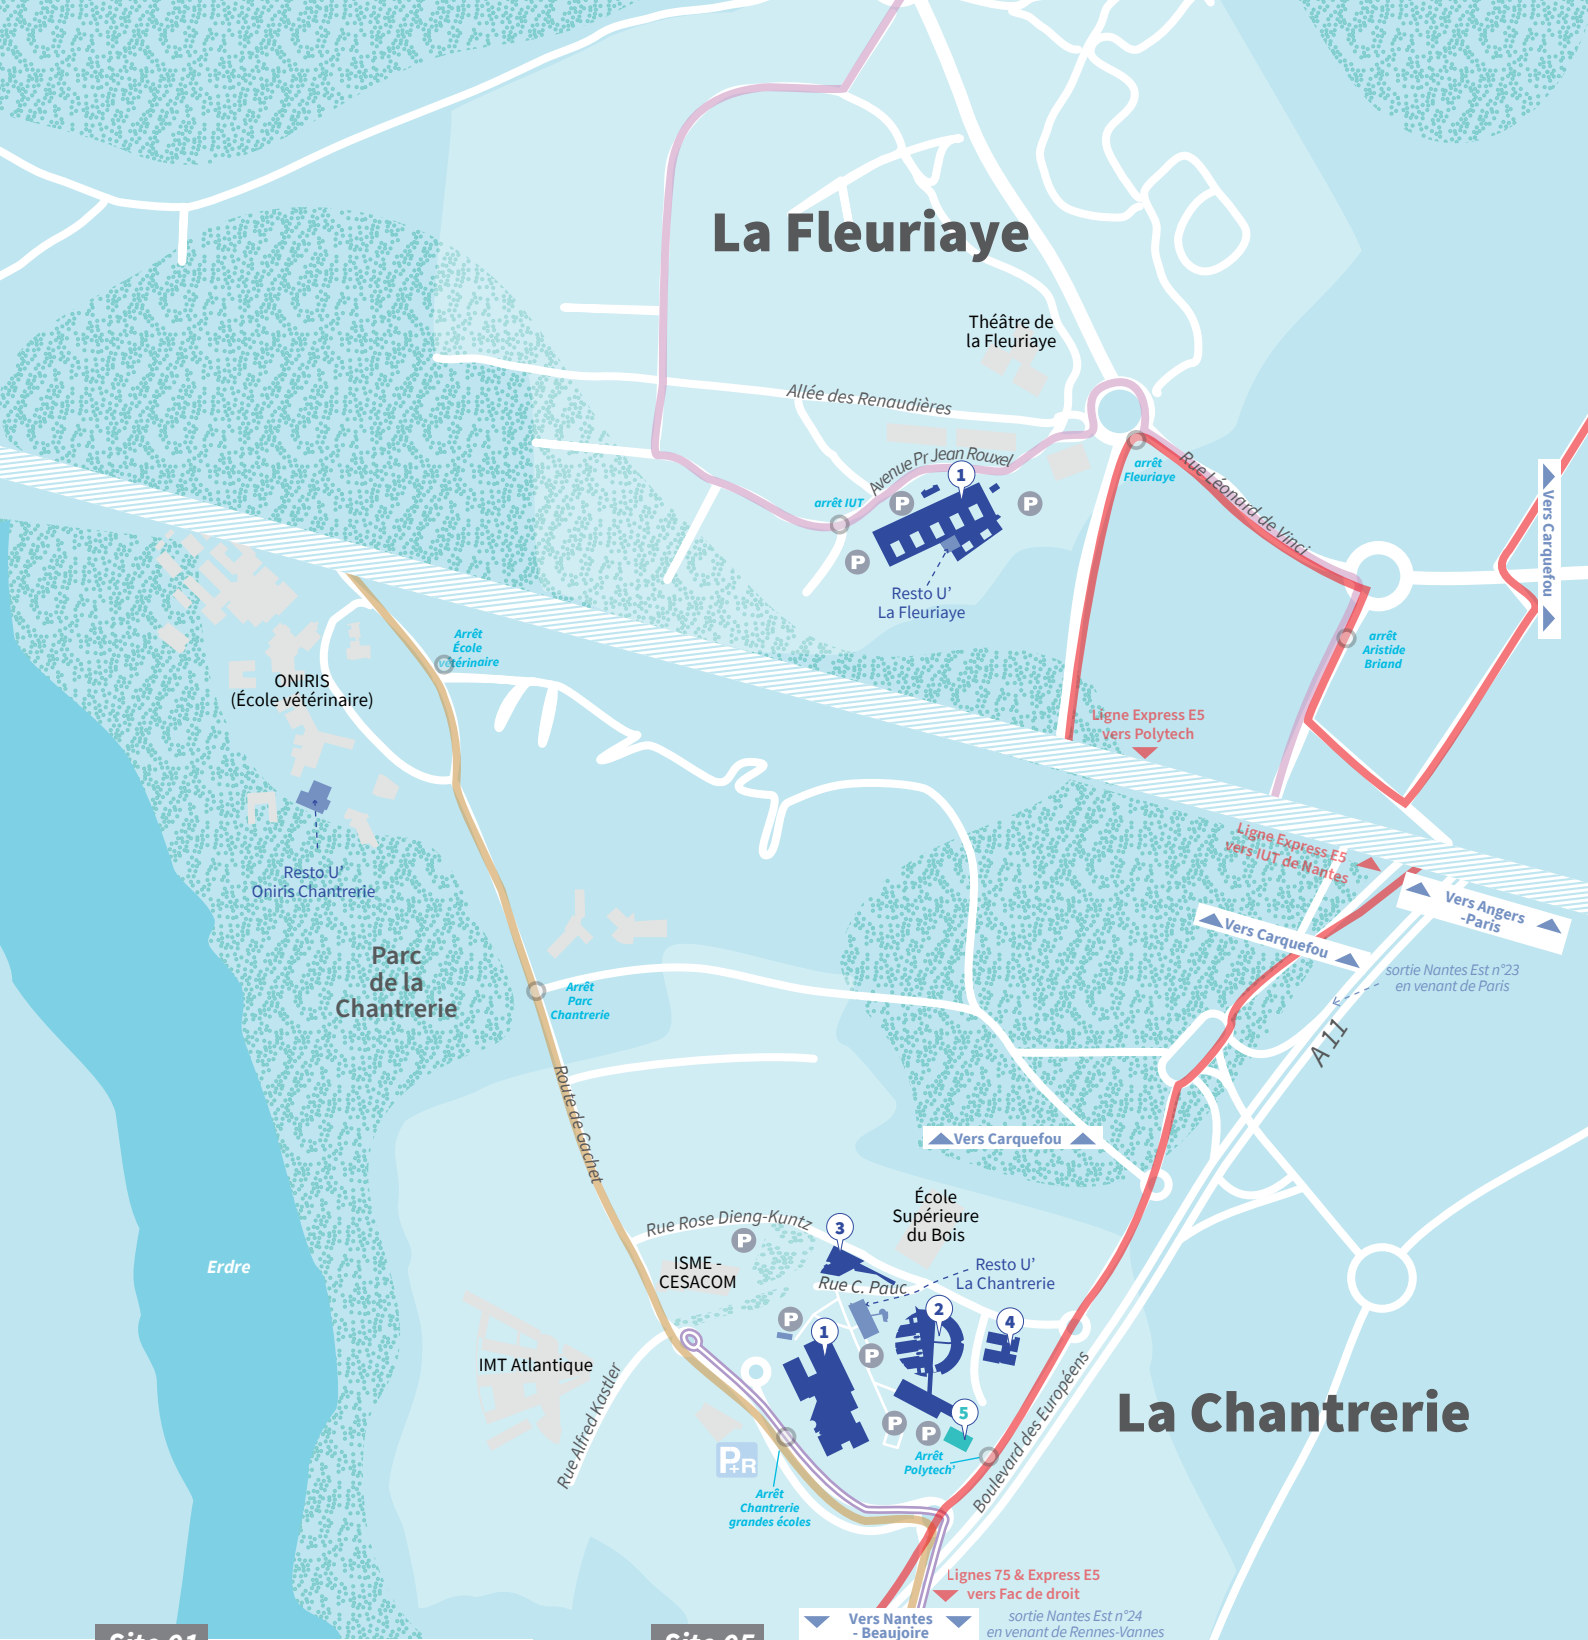 La Fleuriaye
Théâtre de
la Fleuriaye
Allée des Renaudières
Avenue Pr Jean Rouxel
1
arrêt
Fleuriaye
Rue Léonard de Vinci
Vers Carquefou
arrêt IUT
P
P
P
Resto U’
La Fleuriaye
arrêt
Aristide
Briand
Arrêt
École
vétérinaire
ONIRIS
(École vétérinaire)
Ligne Express E5
vers Polytech
Resto U’
Oniris Chantrerie
Ligne Express E5
vers IUT de Nantes
Vers Angers
-Paris
Vers Carquefou
sortie Nantes Est n°23
en venant de Paris
Parc
de la
Chantrerie
Arrêt
Parc
Chantrerie
A 11
Route de Gachet
Vers Carquefou
École
Supérieure
du Bois
Rue Rose Dieng-Kuntz
P
3
Erdre
ISME -
CESACOM
Resto U’
La Chantrerie
Rue C. Pauc
P
1
2
4
P
IMT Atlantique
Rue Alfred Kastler
La Chantrerie
5
P
P
P+R
Arrêt
Polytech’
Boulevard des Européens
Arrêt
Chantrerie
grandes écoles
Lignes 75 & Express E5
vers Fac de droit
Vers Nantes
- Beaujoire
sortie Nantes Est n°24
en venant de Rennes-Vannes
Site 01
Site 05